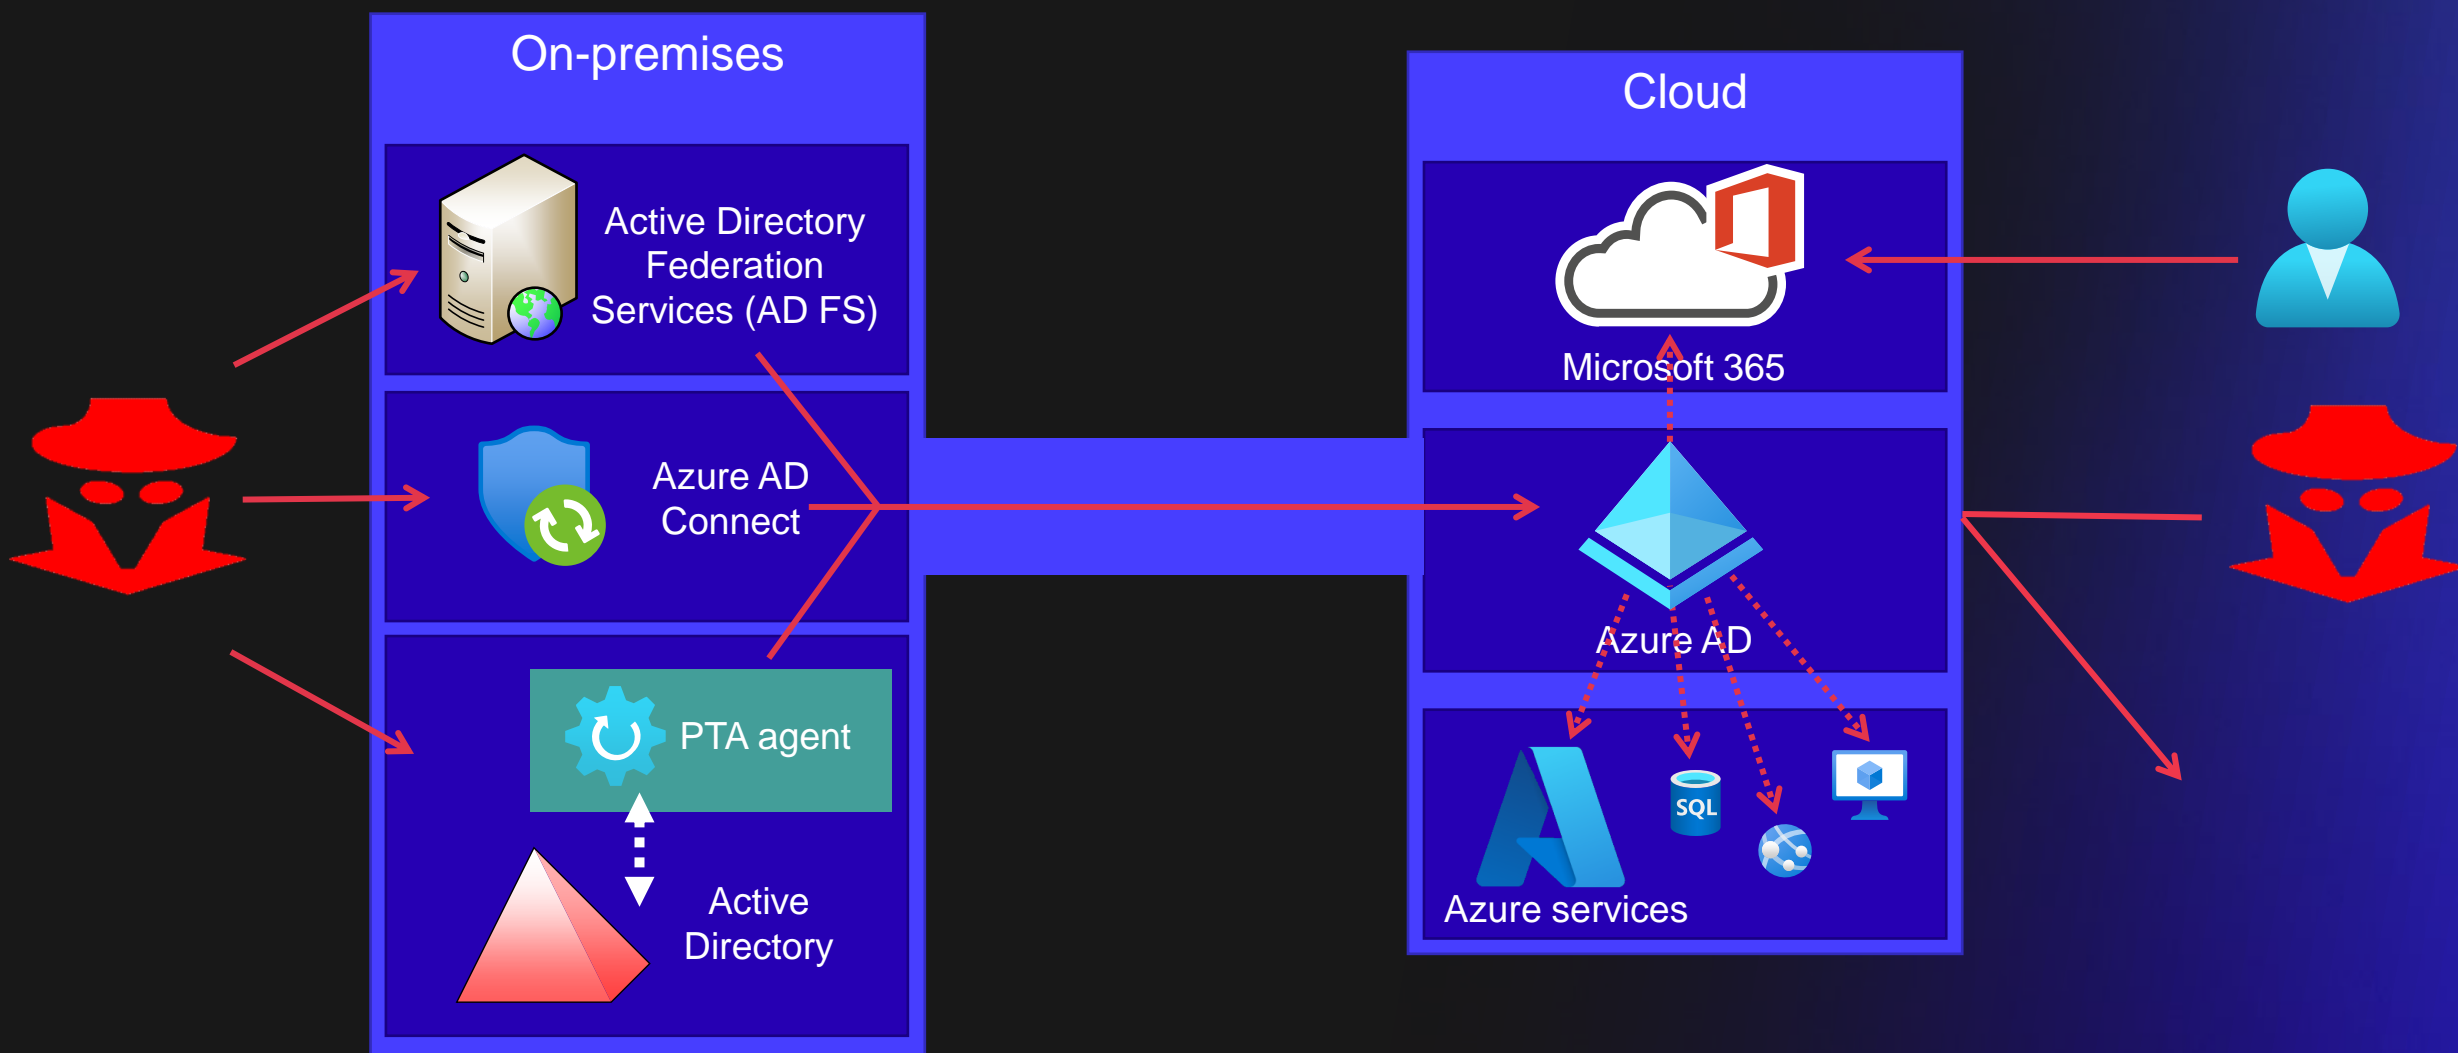 On-premises
Active Directory
Federation
Services (AD FS)
Azure AD
Connect
PTA agent
Active
Directory
Cloud
Microsoft 365
Azure AD
SQL
Azure services